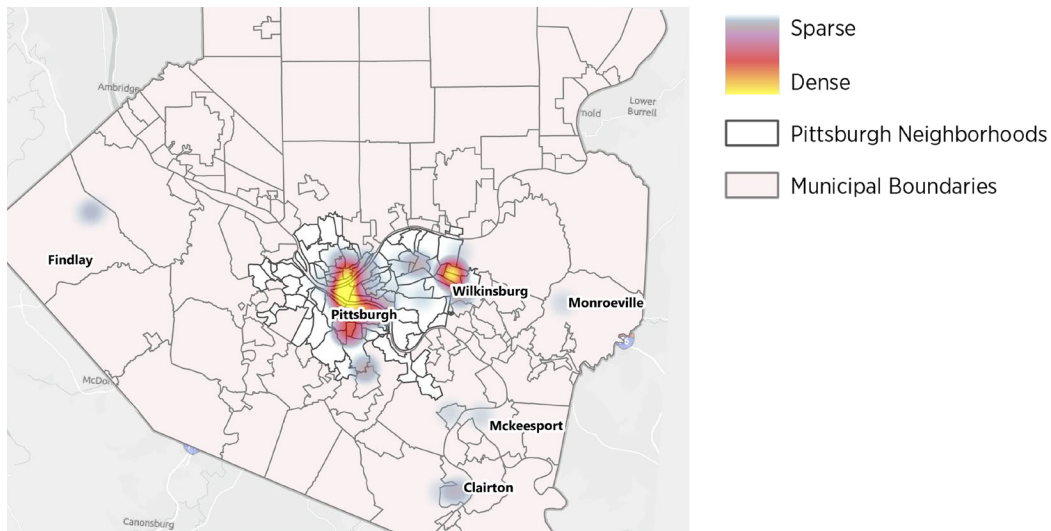 Sparse
Dense
Pittsburgh Neighborhoods
Municipal Boundaries
Ambridge
Lower
Burrell
nold
Findlay
Wilkinsburg
Monroeville
Pittsburgh
McDo
Mckeesport
Clairton
Canonsburg